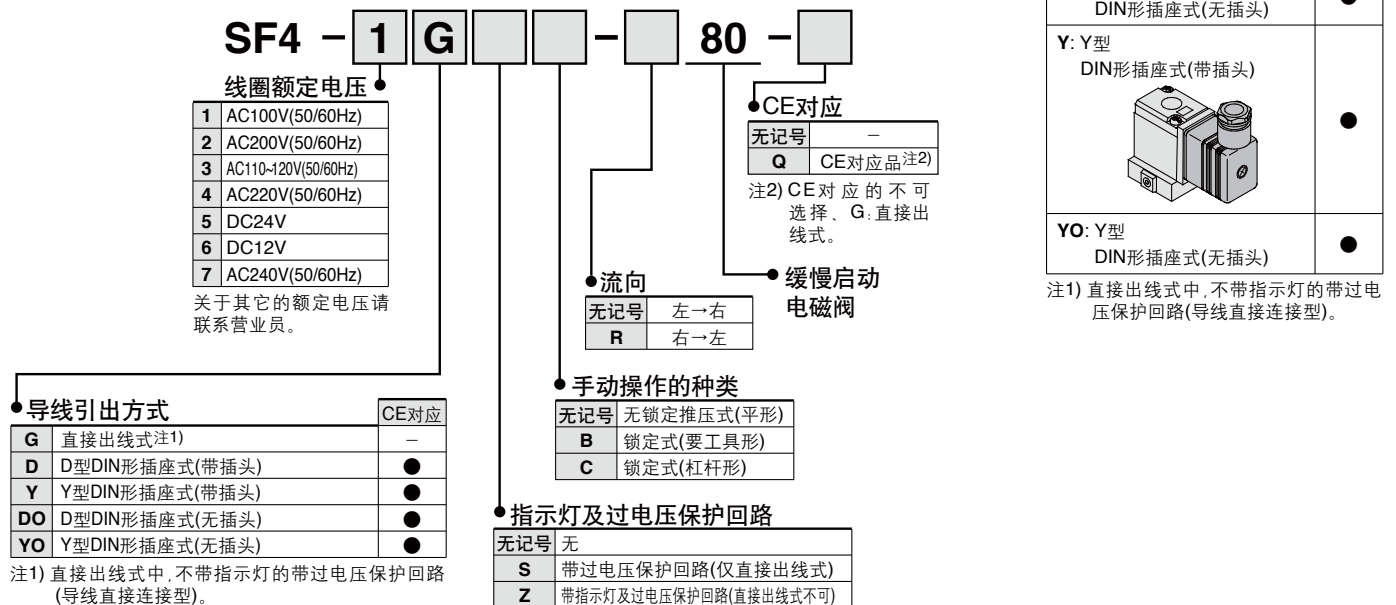 SF4 － 1 G － 80 －
线圈额定电压
1 AC100V(50/60Hz)
2 AC200V(50/60Hz)
3 AC110~120V(50/60Hz)
4 AC220V(50/60Hz)
5 DC24V
6 DC12V
7 AC240V(50/60Hz)
关于其它的额定电压请
联系营业员。
CE对应
无记号 －
Q CE对应品注2)
注2) CE对应的不可
选择、G:直接出
线式。
缓慢启动
电磁阀
流向
无记号 左→右
R 右→左
手动操作的种类
无记号 无锁定推压式(平形)
B 锁定式(要工具形)
C 锁定式(杠杆形)
导线引出方式 CE对应
G 直接出线式注1) －
D D型DIN形插座式(带插头) ●
Y Y型DIN形插座式(带插头) ●
DO D型DIN形插座式(无插头) ●
YO Y型DIN形插座式(无插头) ●
注1) 直接出线式中,不带指示灯的带过电压保护回路
(导线直接连接型)。
指示灯及过电压保护回路
无记号 无
S 带过电压保护回路(仅直接出线式)
Z 带指示灯及过电压保护回路(直接出线式不可)
DIN形插座式(无插头) ●
Y: Y型
DIN形插座式(带插头) ●
YO: Y型
DIN形插座式(无插头) ●
注1) 直接出线式中,不带指示灯的带过电
压保护回路(导线直接连接型)。